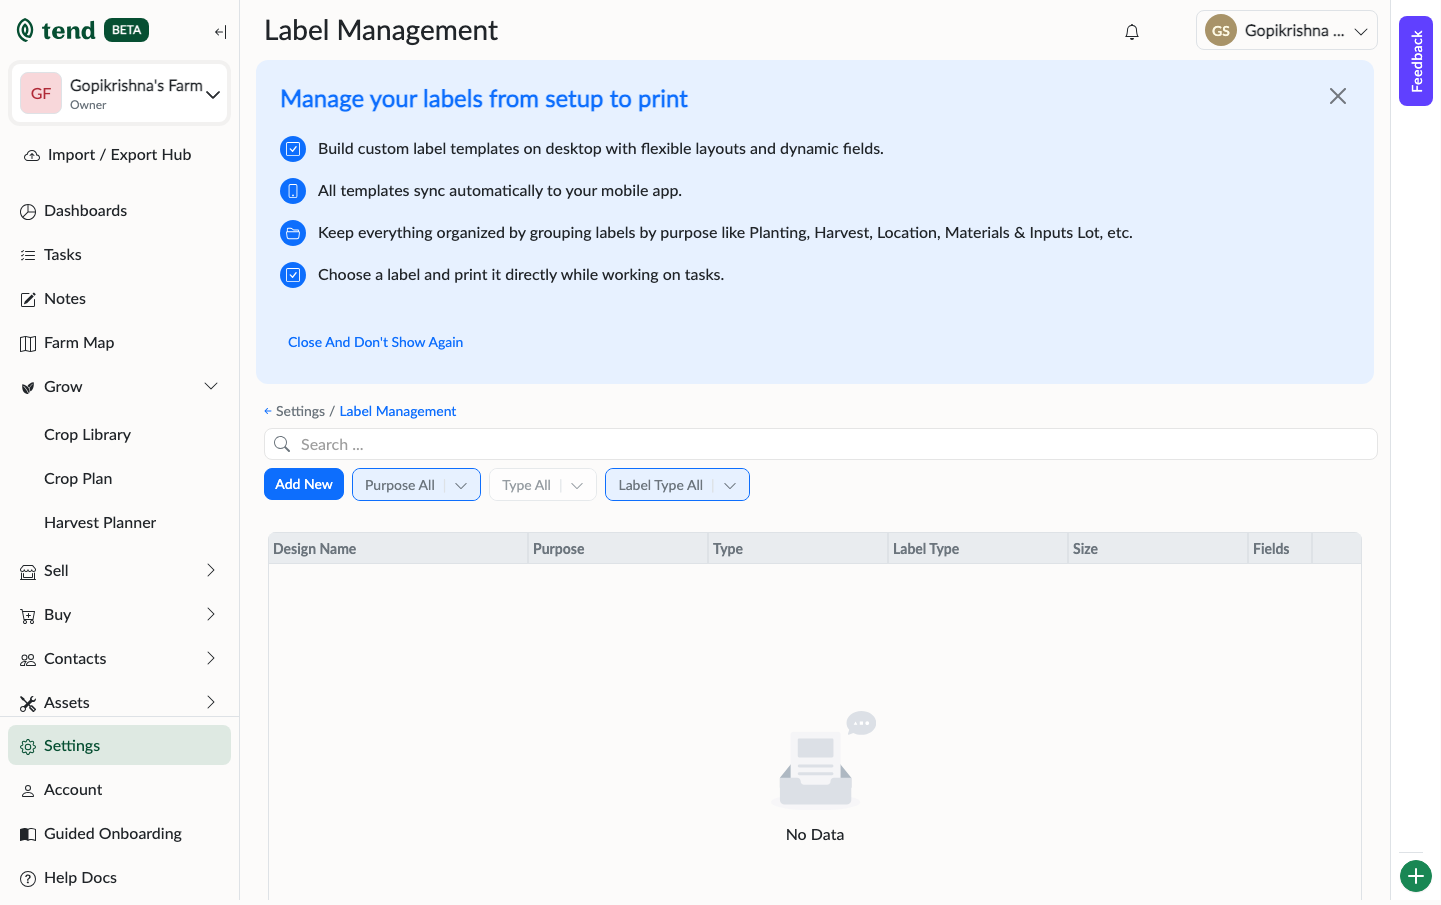 tend BETA
GF
Gopikrishna's Farm
Owner
Import / Export Hub
Dashboards
Tasks
Notes
Farm Map
Grow
Crop Library
Crop Plan
Harvest Planner
Sell
Buy
Contacts
Assets
Settings
Account
Guided Onboarding
Help Docs
Label Management
GS Gopikrishna ...
Feedback
Manage your labels from setup to print
Build custom label templates on desktop with flexible layouts and dynamic fields.
All templates sync automatically to your mobile app.
Keep everything organized by grouping labels by purpose like Planting, Harvest, Location, Materials & Inputs Lot, etc.
Choose a label and print it directly while working on tasks.
Close And Don't Show Again
Settings / Label Management
Search ...
Add New Purpose All Type All Label Type All
Design Name Purpose Type Label Type Size Fields
No Data